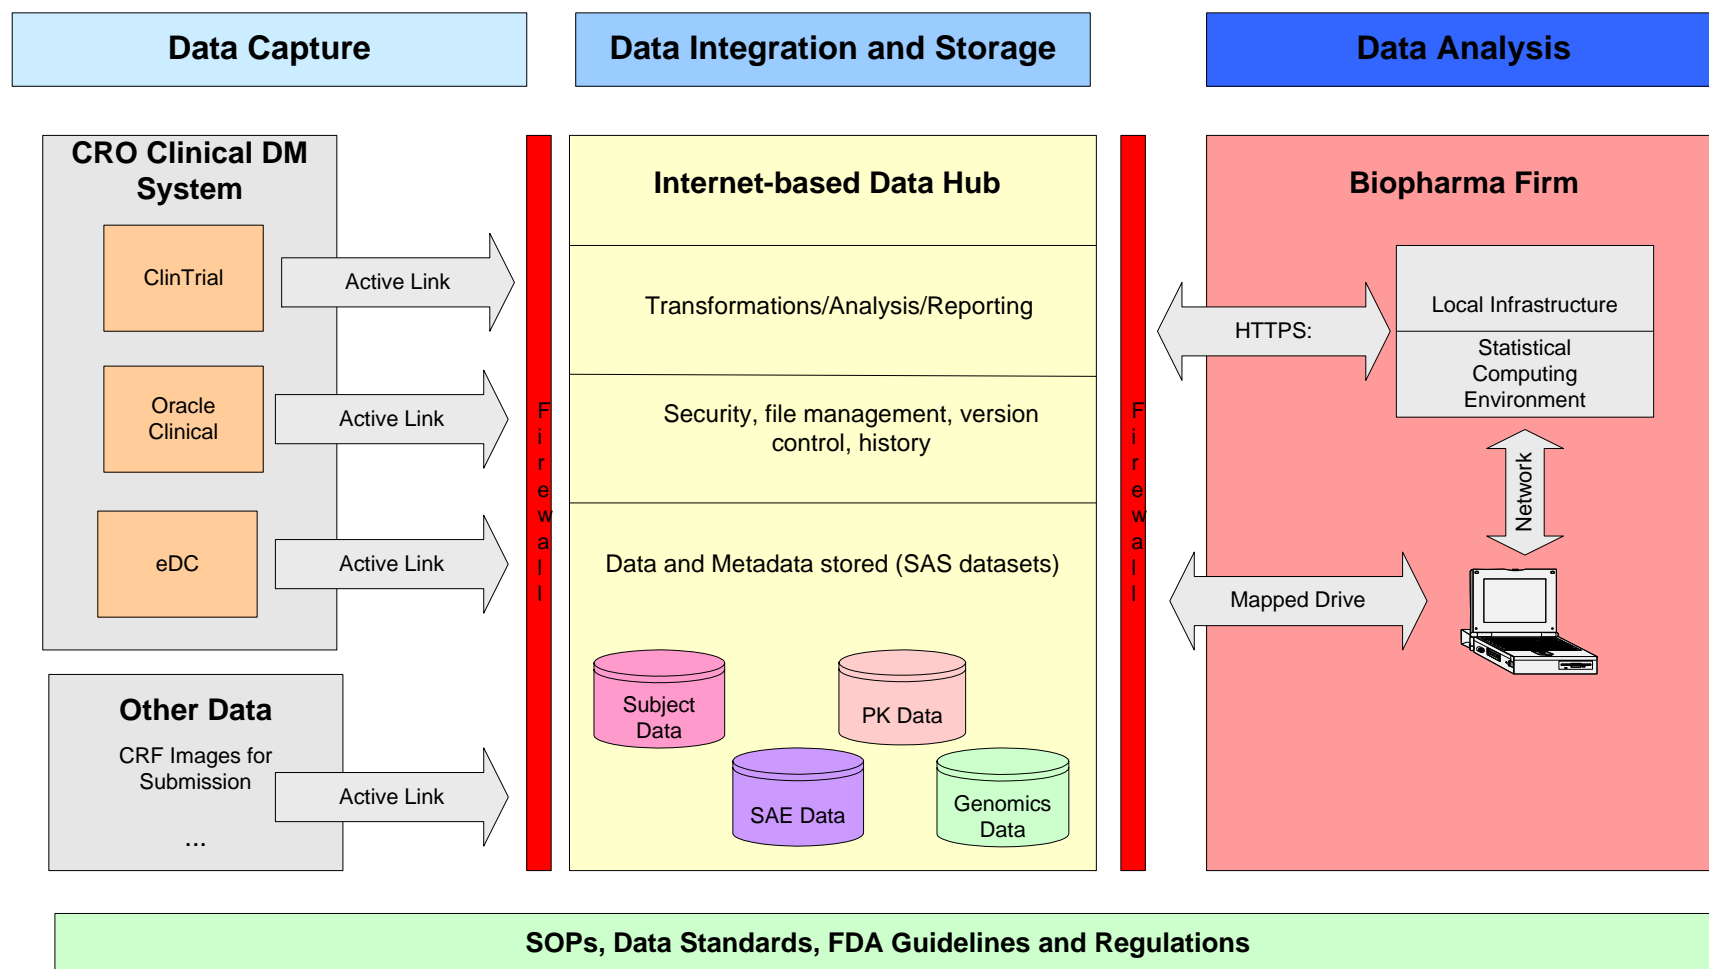 Data Capture
Data Integration and Storage
Data Analysis
CRO Clinical DM
System
ClinTrial
Active Link
Oracle
Clinical
Active Link
eDC
Active Link
Other Data
CRF Images for
Submission
...
Active Link
Firewall
Internet-based Data Hub
Transformations/Analysis/Reporting
Security, file management, version
control, history
Data and Metadata stored (SAS datasets)
Subject
Data
PK Data
SAE Data
Genomics
Data
Firewall
Biopharma Firm
HTTPS:
Local Infrastructure
Statistical
Computing
Environment
Network
Mapped Drive
SOPs, Data Standards, FDA Guidelines and Regulations